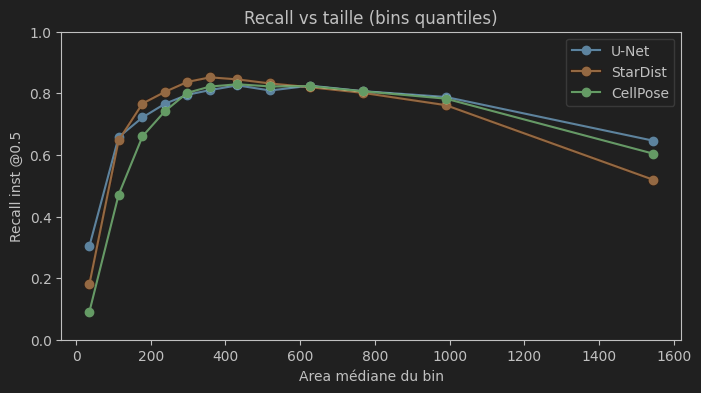 Recall vs taille (bins quantiles)
1.0
0.8
0.6
0.4
0.2
0.0
Recall inst @0.5
U-Net
StarDist
CellPose
0
200
400
600
800
1000
1200
1400
1600
Area médiane du bin